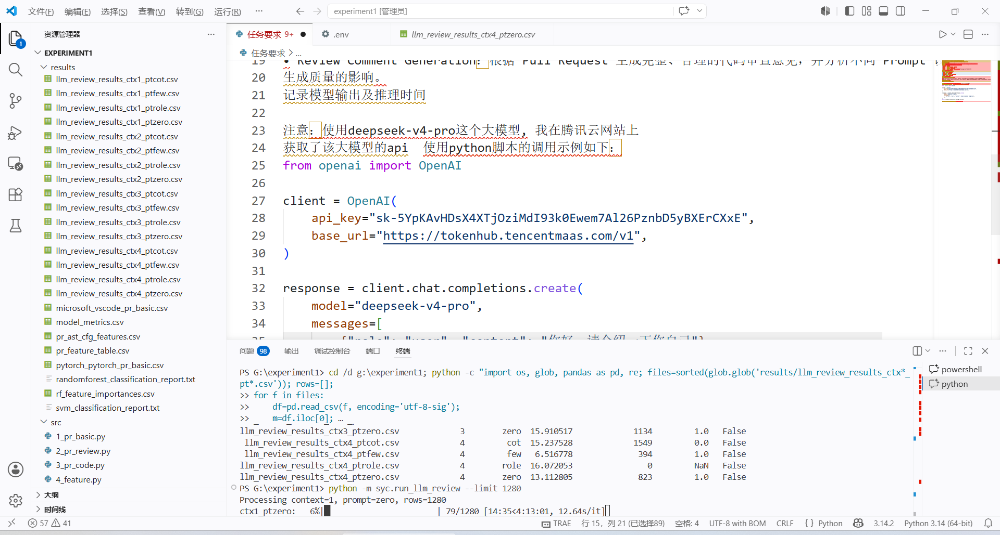 文件(F) 编辑(E) 选择(S) 查看(V) 转到(G) 运行(R) ··· experiment1 [管理员]
资源管理器 ···
1
EXPERIMENT1
results
llm_review_results_ctx1_ptcot.csv
llm_review_results_ctx1_ptfew.csv
llm_review_results_ctx1_ptrole.csv
llm_review_results_ctx1_ptzero.csv
llm_review_results_ctx2_ptcot.csv
llm_review_results_ctx2_ptfew.csv
llm_review_results_ctx2_ptrole.csv
llm_review_results_ctx2_ptzero.csv
llm_review_results_ctx3_ptcot.csv
llm_review_results_ctx3_ptfew.csv
llm_review_results_ctx3_ptrole.csv
llm_review_results_ctx3_ptzero.csv
llm_review_results_ctx4_ptcot.csv
llm_review_results_ctx4_ptfew.csv
llm_review_results_ctx4_ptrole.csv
llm_review_results_ctx4_ptzero.csv
microsoft_vscode_pr_basic.csv
model_metrics.csv
pr_ast_cfg_features.csv
pr_feature_table.csv
pytorch_pytorch_pr_basic.csv
randomforest_classification_report.txt
rf_feature_importances.csv
svm_classification_report.txt
src
1_pr_basic.py
2_pr_review.py
3_pr_code.py
4_feature.py
大纲
时间线
任务要求 9+ ● .env llm_review_results_ctx4_ptzero.csv
任务要求 > ...
19 • Review Comment Generation：根据 Pull Request 生成完整、合理的代码审查意见，并分析不同 Prompt
20 生成质量的影响。
21 记录模型输出及推理时间
22
23 注意：使用deepseek-v4-pro这个大模型，我在腾讯云网站上
24 获取了该大模型的api  使用python脚本的调用示例如下：
25 from openai import OpenAI
26
27 client = OpenAI(
28     api_key="sk-5YpKAvHDsX4XTjOziMdI93k0Ewem7Al26PznbD5yBXErCXxE",
29     base_url="https://tokenhub.tencentmaas.com/v1",
30 )
31
32 response = client.chat.completions.create(
33     model="deepseek-v4-pro",
34     messages=[
35         {"role": "user", "content": "你好，请介绍一下你自己"}
问题 98 输出 调试控制台 端口 终端
PS G:\experiment1> cd /d g:\experiment1; python -c "import os, glob, pandas as pd, re; files=sorted(glob.glob('results/llm_review_results_ctx*_
pt*.csv')); rows=[];
>> for f in files:
>>     df=pd.read_csv(f, encoding='utf-8-sig');
>>     m=df.iloc[0]; …
llm_review_results_ctx3_ptzero.csv 3 zero 15.910517 1134 1.0 False
llm_review_results_ctx4_ptcot.csv 4 cot 15.237528 1549 0.0 False
llm_review_results_ctx4_ptfew.csv 4 few 6.516778 394 1.0 False
llm_review_results_ctx4_ptrole.csv 4 role 16.072053 0 NaN False
llm_review_results_ctx4_ptzero.csv 4 zero 13.112805 823 1.0 False
PS G:\experiment1> python -m syc.run_llm_review --limit 1280
Processing context=1, prompt=zero, rows=1280
ctx1_ptzero:   6%| | 79/1280 [14:35<4:13:01, 12.64s/it]
powershell
python
57 41 TRAE 行 15，列 21 (已选择89) 空格: 4 UTF-8 with BOM CRLF { } Python 3.14.2 Python 3.14 (64-bit)